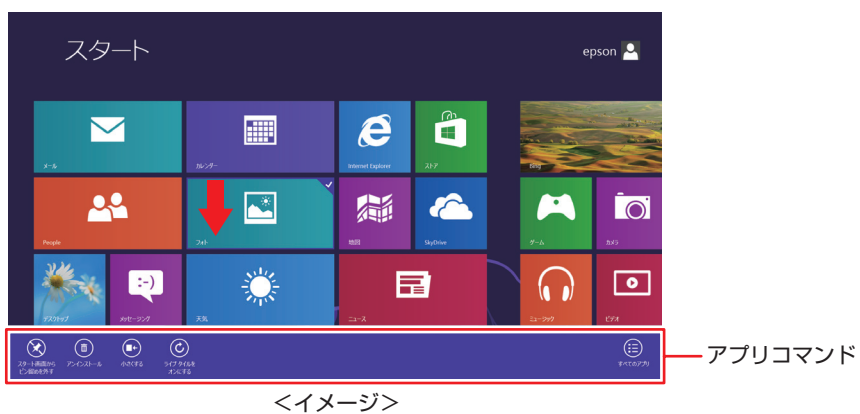 スタート
epson
メール
カレンダー
Internet Explorer
ストア
Bing
People
フォト
地図
SkyDrive
ゲーム
カメラ
デスクトップ
:-)
メッセージング
天気
ニュース
ミュージック
ビデオ
スタート画面から
ピン留めを外す
アンインストール
小さくする
ライブ タイルを
オンにする
すべてのアプリ
アプリコマンド
＜イメージ＞